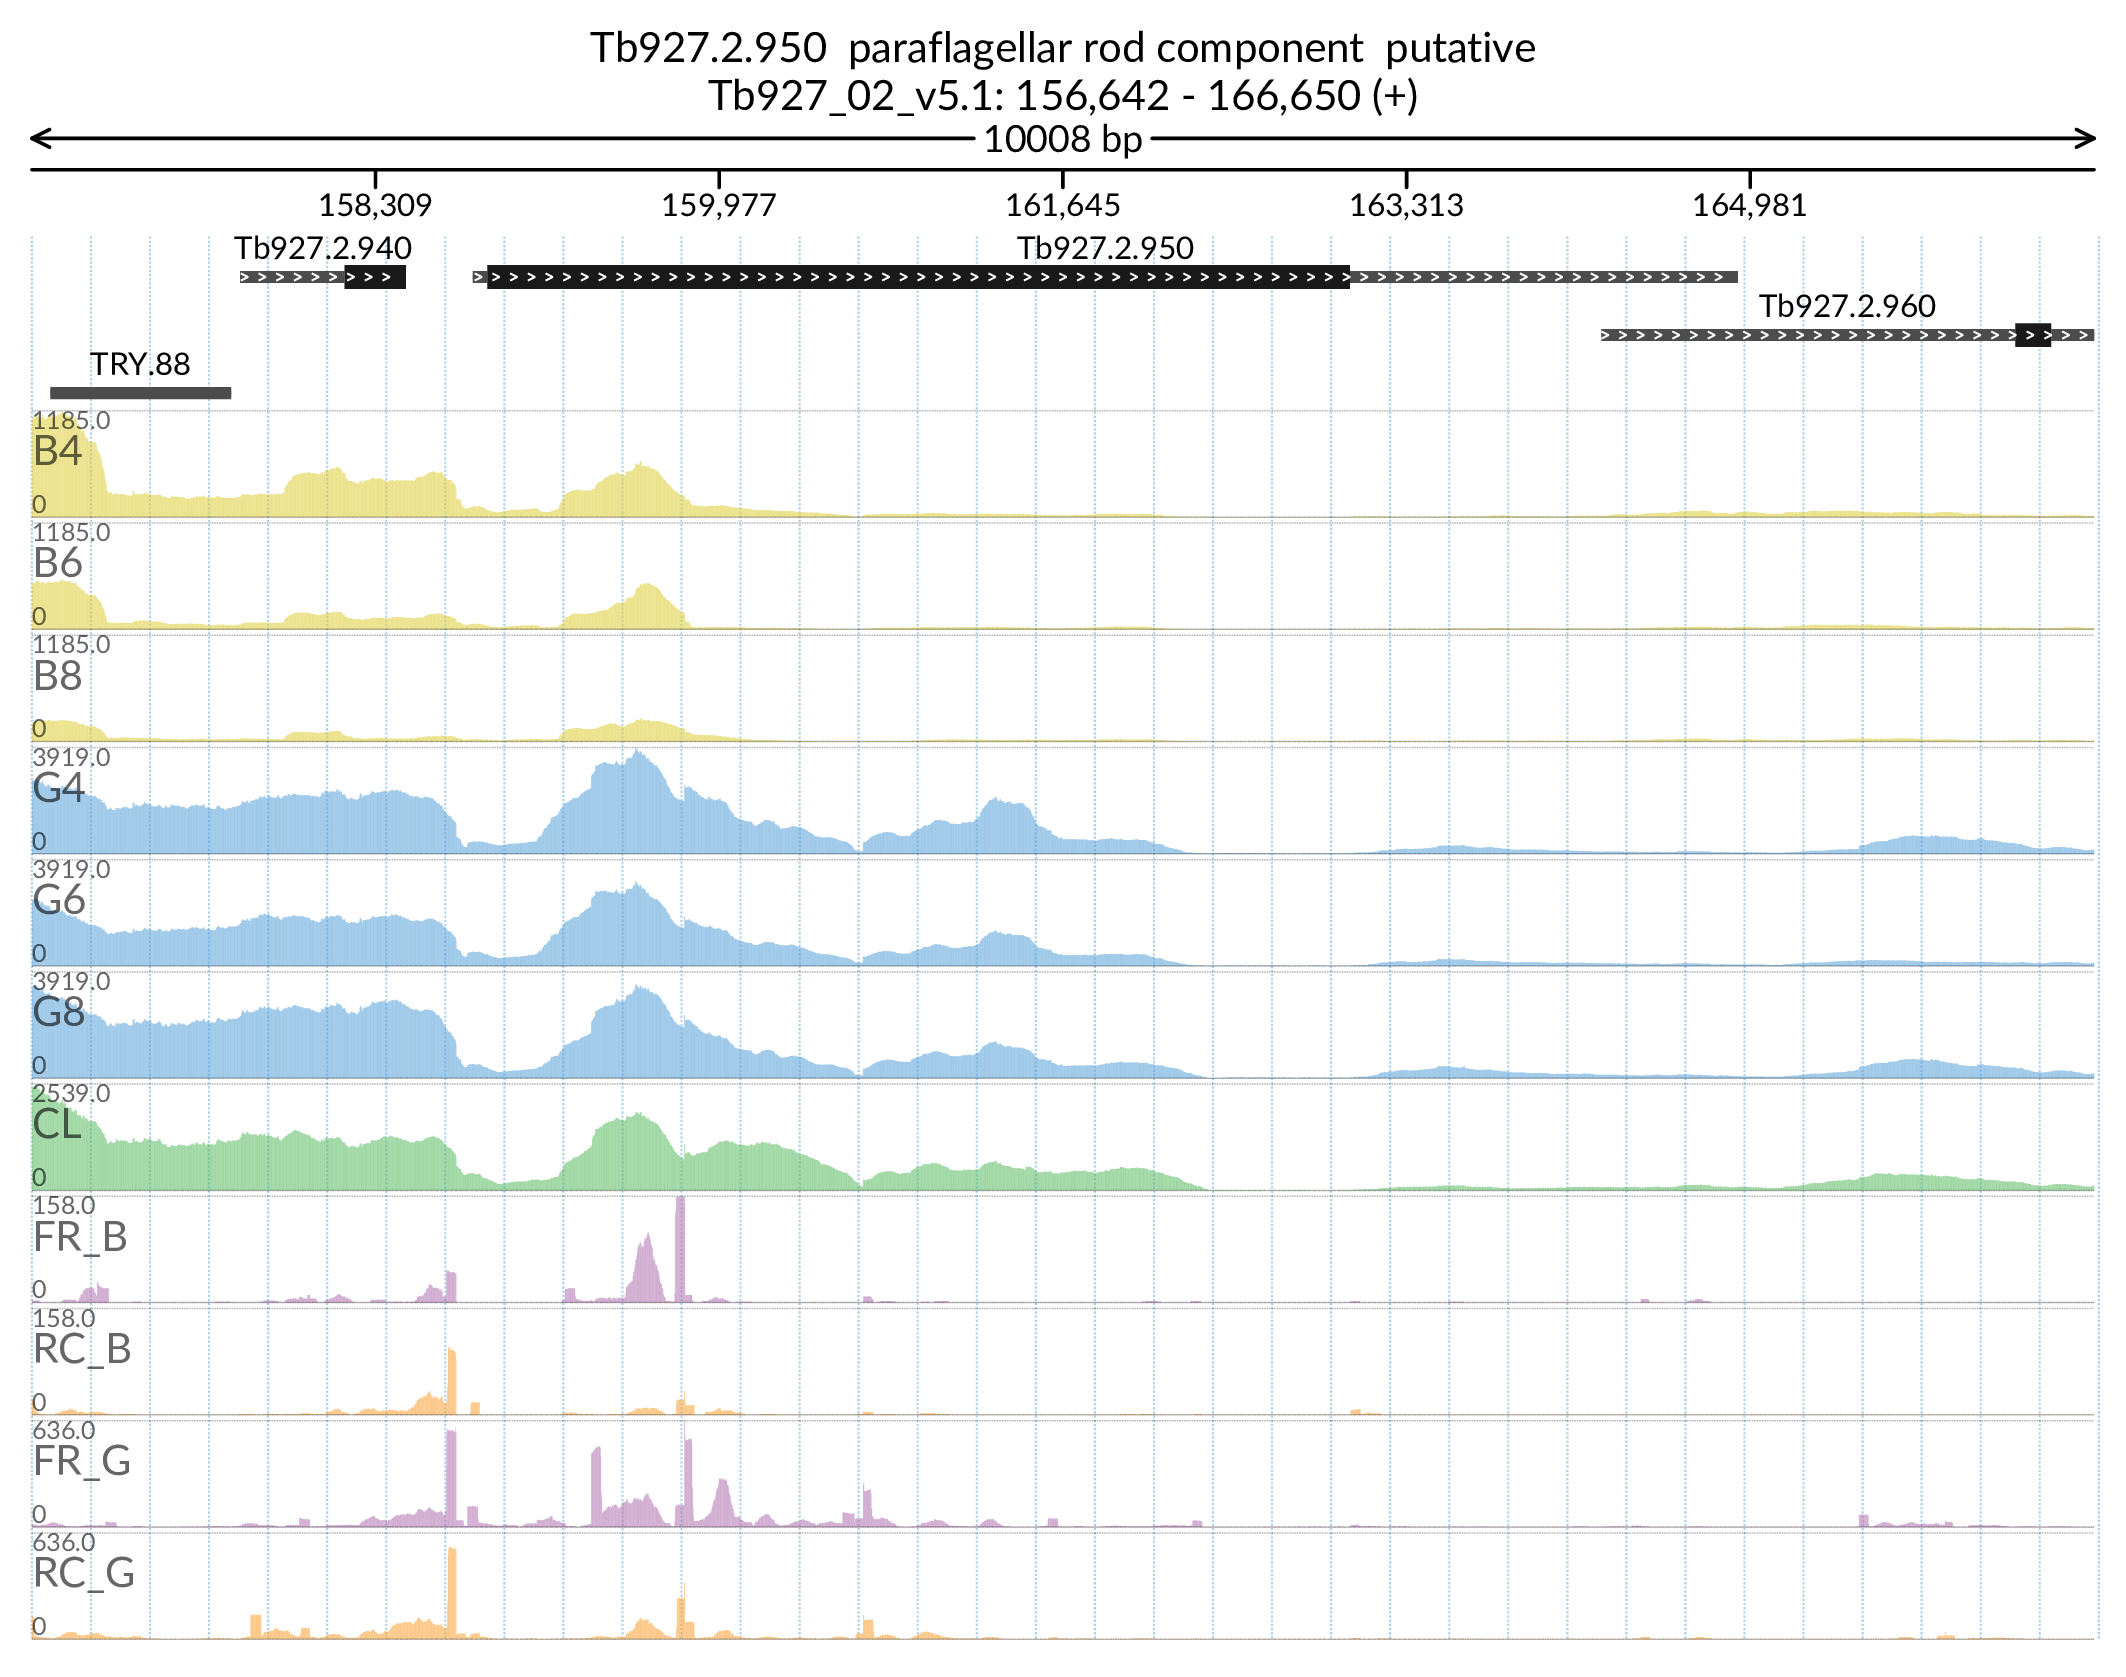 Tb927.2.950 paraflagellar rod component putative
Tb927_02_v5.1: 156,642 - 166,650 (+)
10008 bp
158,309 159,977 161,645 163,313 164,981
Tb927.2.940 Tb927.2.950
Tb927.2.960
TRY.88
1185.0
B4
0
1185.0
B6
0
1185.0
B8
0
3919.0
G4
0
3919.0
G6
0
3919.0
G8
0
2539.0
CL
0
158.0
FR_B
0
158.0
RC_B
0
636.0
FR_G
0
636.0
RC_G
0